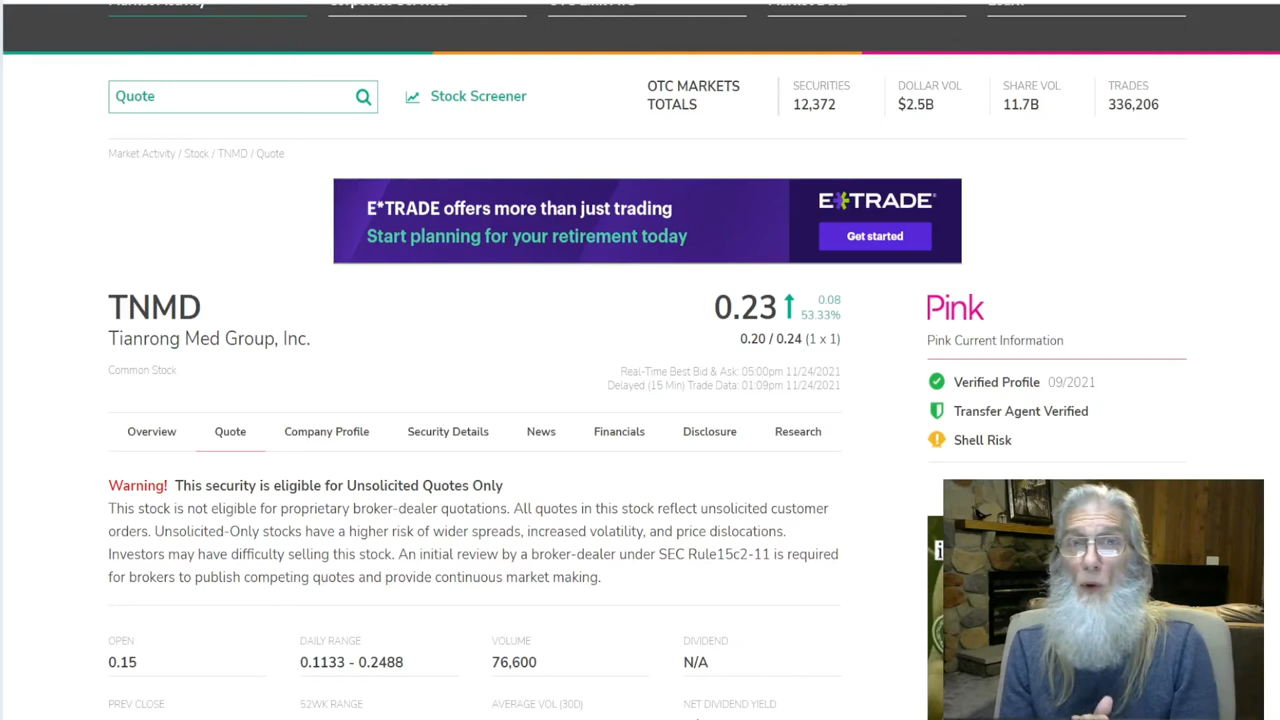 Market Activity
Corporate Services
OTC Link ATS
Market Data
Learn
Quote
Stock Screener
OTC MARKETS
TOTALS
SECURITIES
12,372
DOLLAR VOL
$2.5B
SHARE VOL
11.7B
TRADES
336,206
Market Activity / Stock / TNMD / Quote
E*TRADE offers more than just trading
Start planning for your retirement today
E*TRADE
Get started
TNMD
Tianrong Med Group, Inc.
Common Stock
0.23
0.08
53.33%
0.20 / 0.24 (1 x 1)
Real-Time Best Bid & Ask: 05:00pm 11/24/2021
Delayed (15 Min) Trade Data: 01:09pm 11/24/2021
Pink
Pink Current Information
Verified Profile 09/2021
Transfer Agent Verified
Shell Risk
Overview
Quote
Company Profile
Security Details
News
Financials
Disclosure
Research
Warning! This security is eligible for Unsolicited Quotes Only
This stock is not eligible for proprietary broker-dealer quotations. All quotes in this stock reflect unsolicited customer
orders. Unsolicited-Only stocks have a higher risk of wider spreads, increased volatility, and price dislocations.
Investors may have difficulty selling this stock. An initial review by a broker-dealer under SEC Rule15c2-11 is required
for brokers to publish competing quotes and provide continuous market making.
OPEN
0.15
DAILY RANGE
0.1133 - 0.2488
VOLUME
76,600
DIVIDEND
N/A
PREV CLOSE
52WK RANGE
AVERAGE VOL (30D)
NET DIVIDEND YIELD